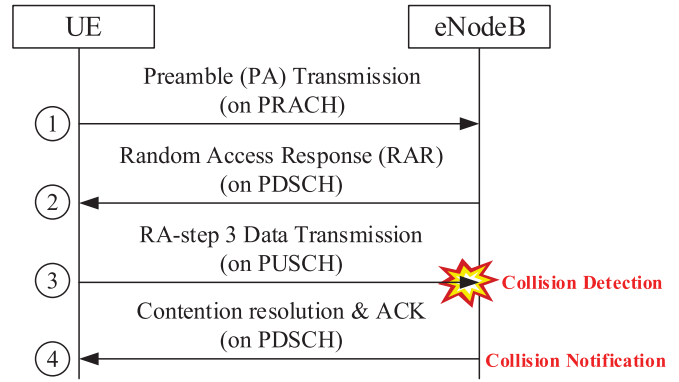 UE
eNodeB
Preamble (PA) Transmission
(on PRACH)
1
Random Access Response (RAR)
(on PDSCH)
2
RA-step 3 Data Transmission
(on PUSCH)
3
Collision Detection
Contention resolution & ACK
(on PDSCH)
4
Collision Notification